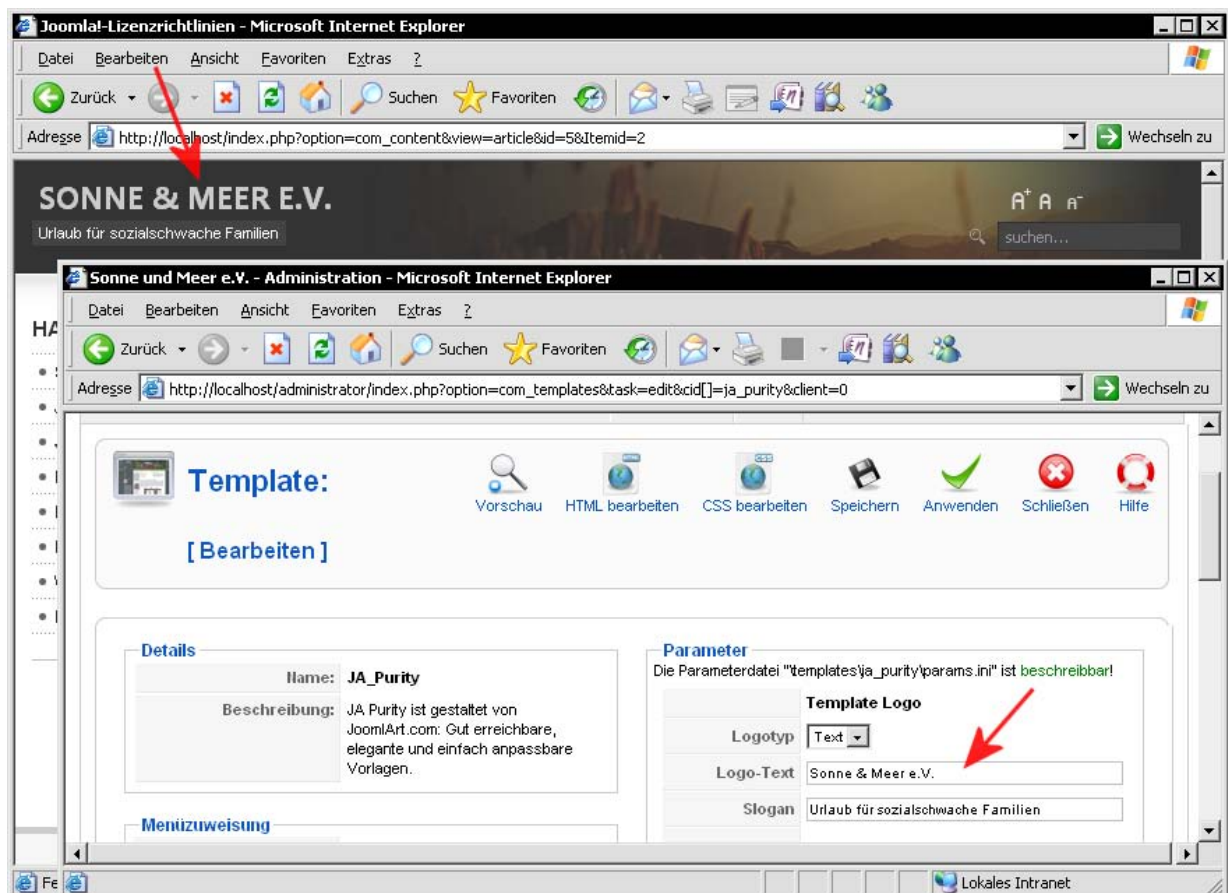 Joomla!-Lizenzrichtlinien - Microsoft Internet Explorer
Datei Bearbeiten Ansicht Favoriten Extras ?
Zurück Suchen Favoriten
Adresse http://localhost/index.php?option=com_content&view=article&id=5&Itemid=2 Wechseln zu
SONNE & MEER E.V.
A+ A A-
Urlaub für sozialschwache Familien
suchen...
HA
Sonne und Meer e.V. - Administration - Microsoft Internet Explorer
Datei Bearbeiten Ansicht Favoriten Extras ?
Zurück Suchen Favoriten
Adresse http://localhost/administrator/index.php?option=com_templates&task=edit&cid[]=ja_purity&client=0 Wechseln zu
Template:
[ Bearbeiten ]
Vorschau HTML bearbeiten CSS bearbeiten Speichern Anwenden Schließen Hilfe
Details
Name: JA_Purity
Beschreibung: JA Purity ist gestaltet von
JoomlArt.com: Gut erreichbare,
elegante und einfach anpassbare
Vorlagen.
Menüzuweisung
Parameter
Die Parameterdatei "\templates\ja_purity\params.ini" ist beschreibbar!
Template Logo
Logotyp Text
Logo-Text Sonne & Meer e.V.
Slogan Urlaub für sozialschwache Familien
Fe
Lokales Intranet